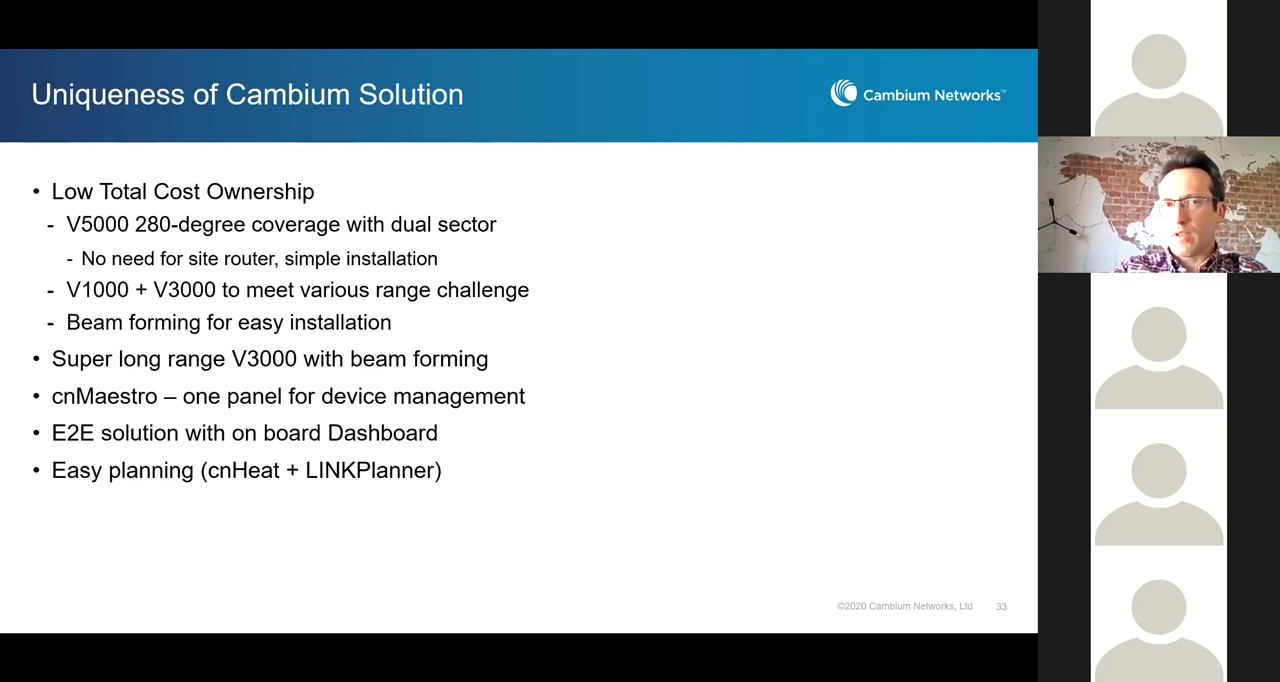 Uniqueness of Cambium Solution
Cambium Networks™
• Low Total Cost Ownership
- V5000 280-degree coverage with dual sector
- No need for site router, simple installation
- V1000 + V3000 to meet various range challenge
- Beam forming for easy installation
• Super long range V3000 with beam forming
• cnMaestro – one panel for device management
• E2E solution with on board Dashboard
• Easy planning (cnHeat + LINKPlanner)
©2020 Cambium Networks, Ltd 33